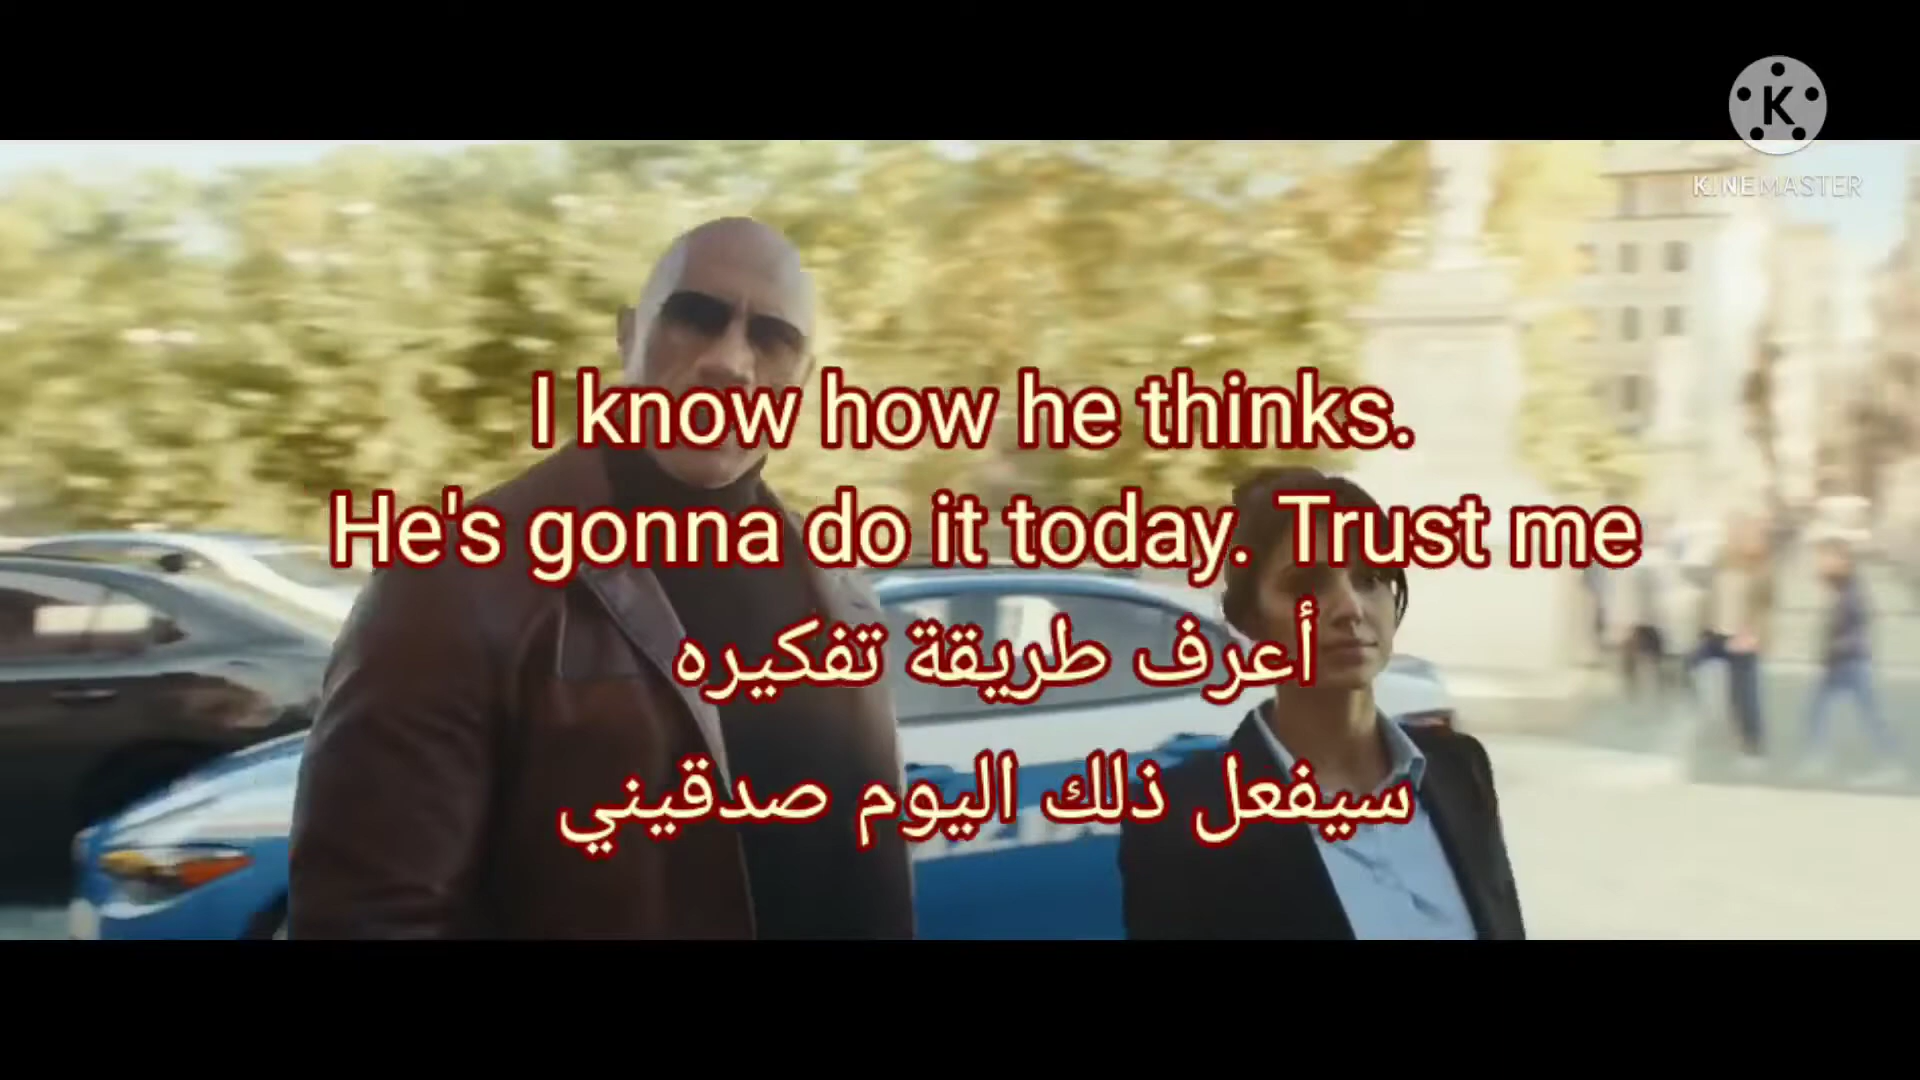 K
KINEMASTER
I know how he thinks.
He's gonna do it today. Trust me
أعرف طريقة تفكيره
سيفعل ذلك اليوم صدقيني